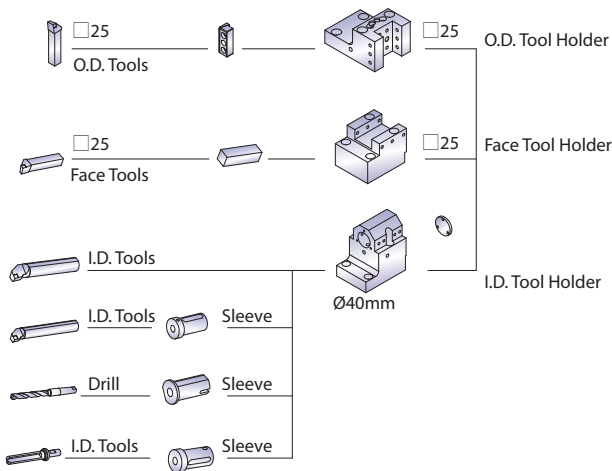 □25
□25
O.D. Tool Holder
O.D. Tools
□25
□25
Face Tool Holder
Face Tools
I.D. Tools
I.D. Tool Holder
Ø40mm
I.D. Tools
Sleeve
Drill
Sleeve
I.D. Tools
Sleeve